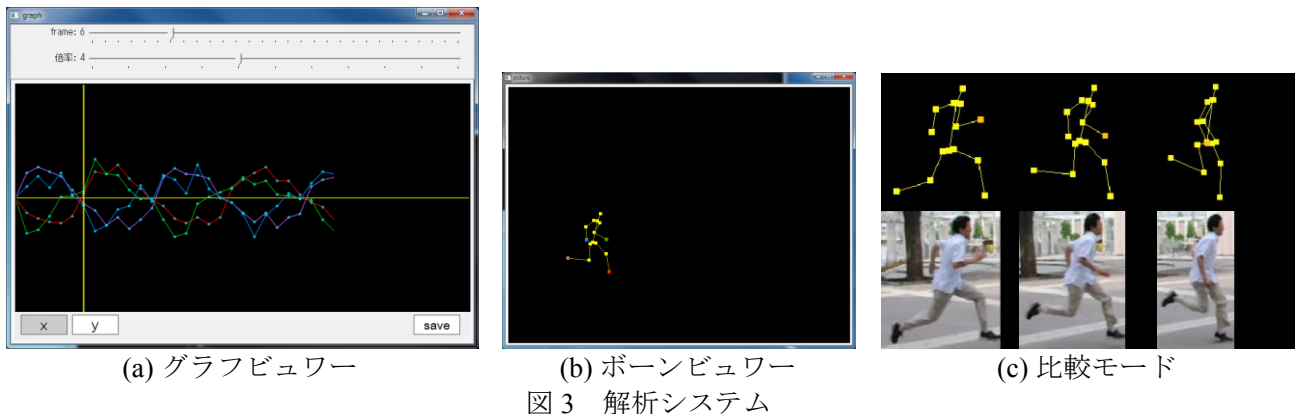 graph
frame: 6
倍率: 4
x
y
save
picture
(a) グラフビュワー
(b) ボーンビュワー
(c) 比較モード
図 3 解析システム